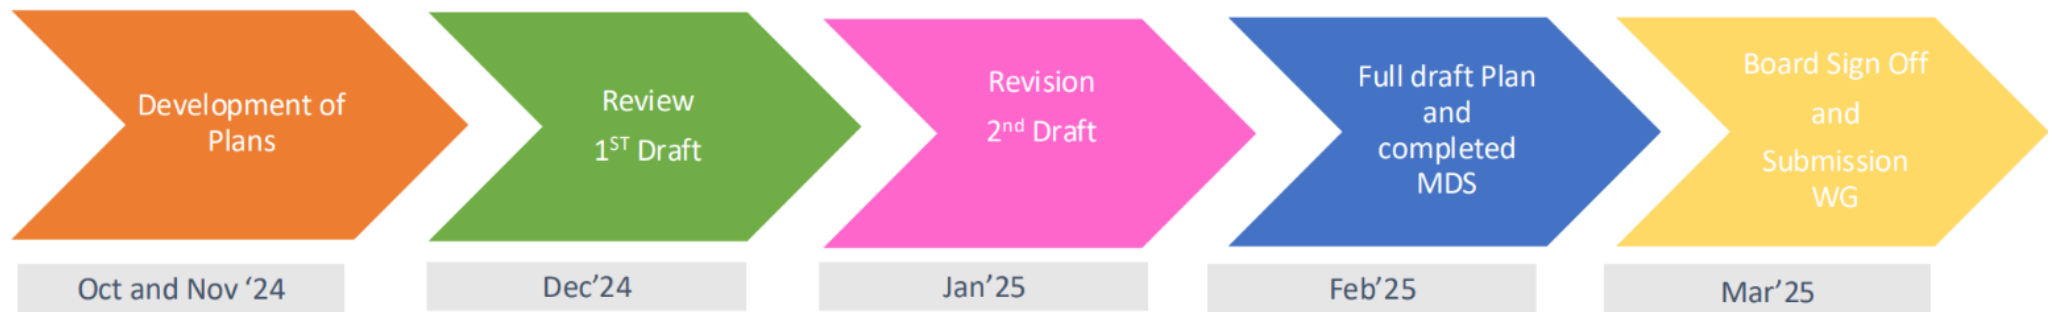 Development of
Plans
Review
1ST Draft
Revision
2nd Draft
Full draft Plan
and
completed
MDS
Board Sign Off
and
Submission
WG
Oct and Nov ‘24
Dec’24
Jan’25
Feb’25
Mar’25